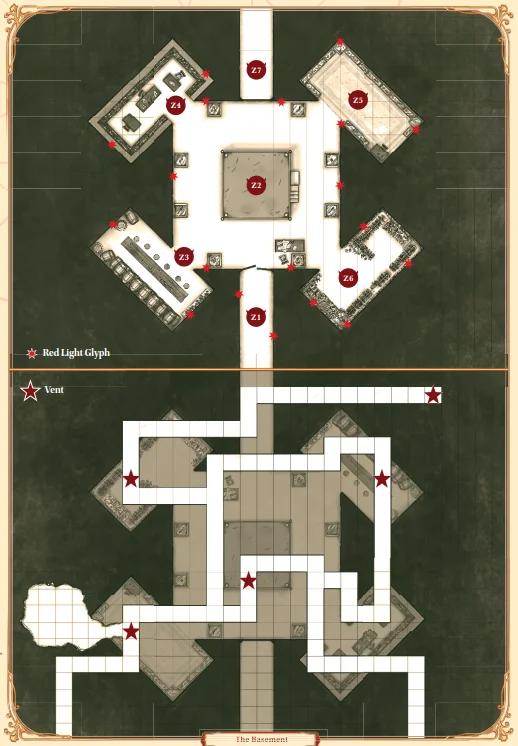 Z7
Z4
Z5
Z2
Z3
Z6
Z1
Red Light Glyph
Vent
The Basement